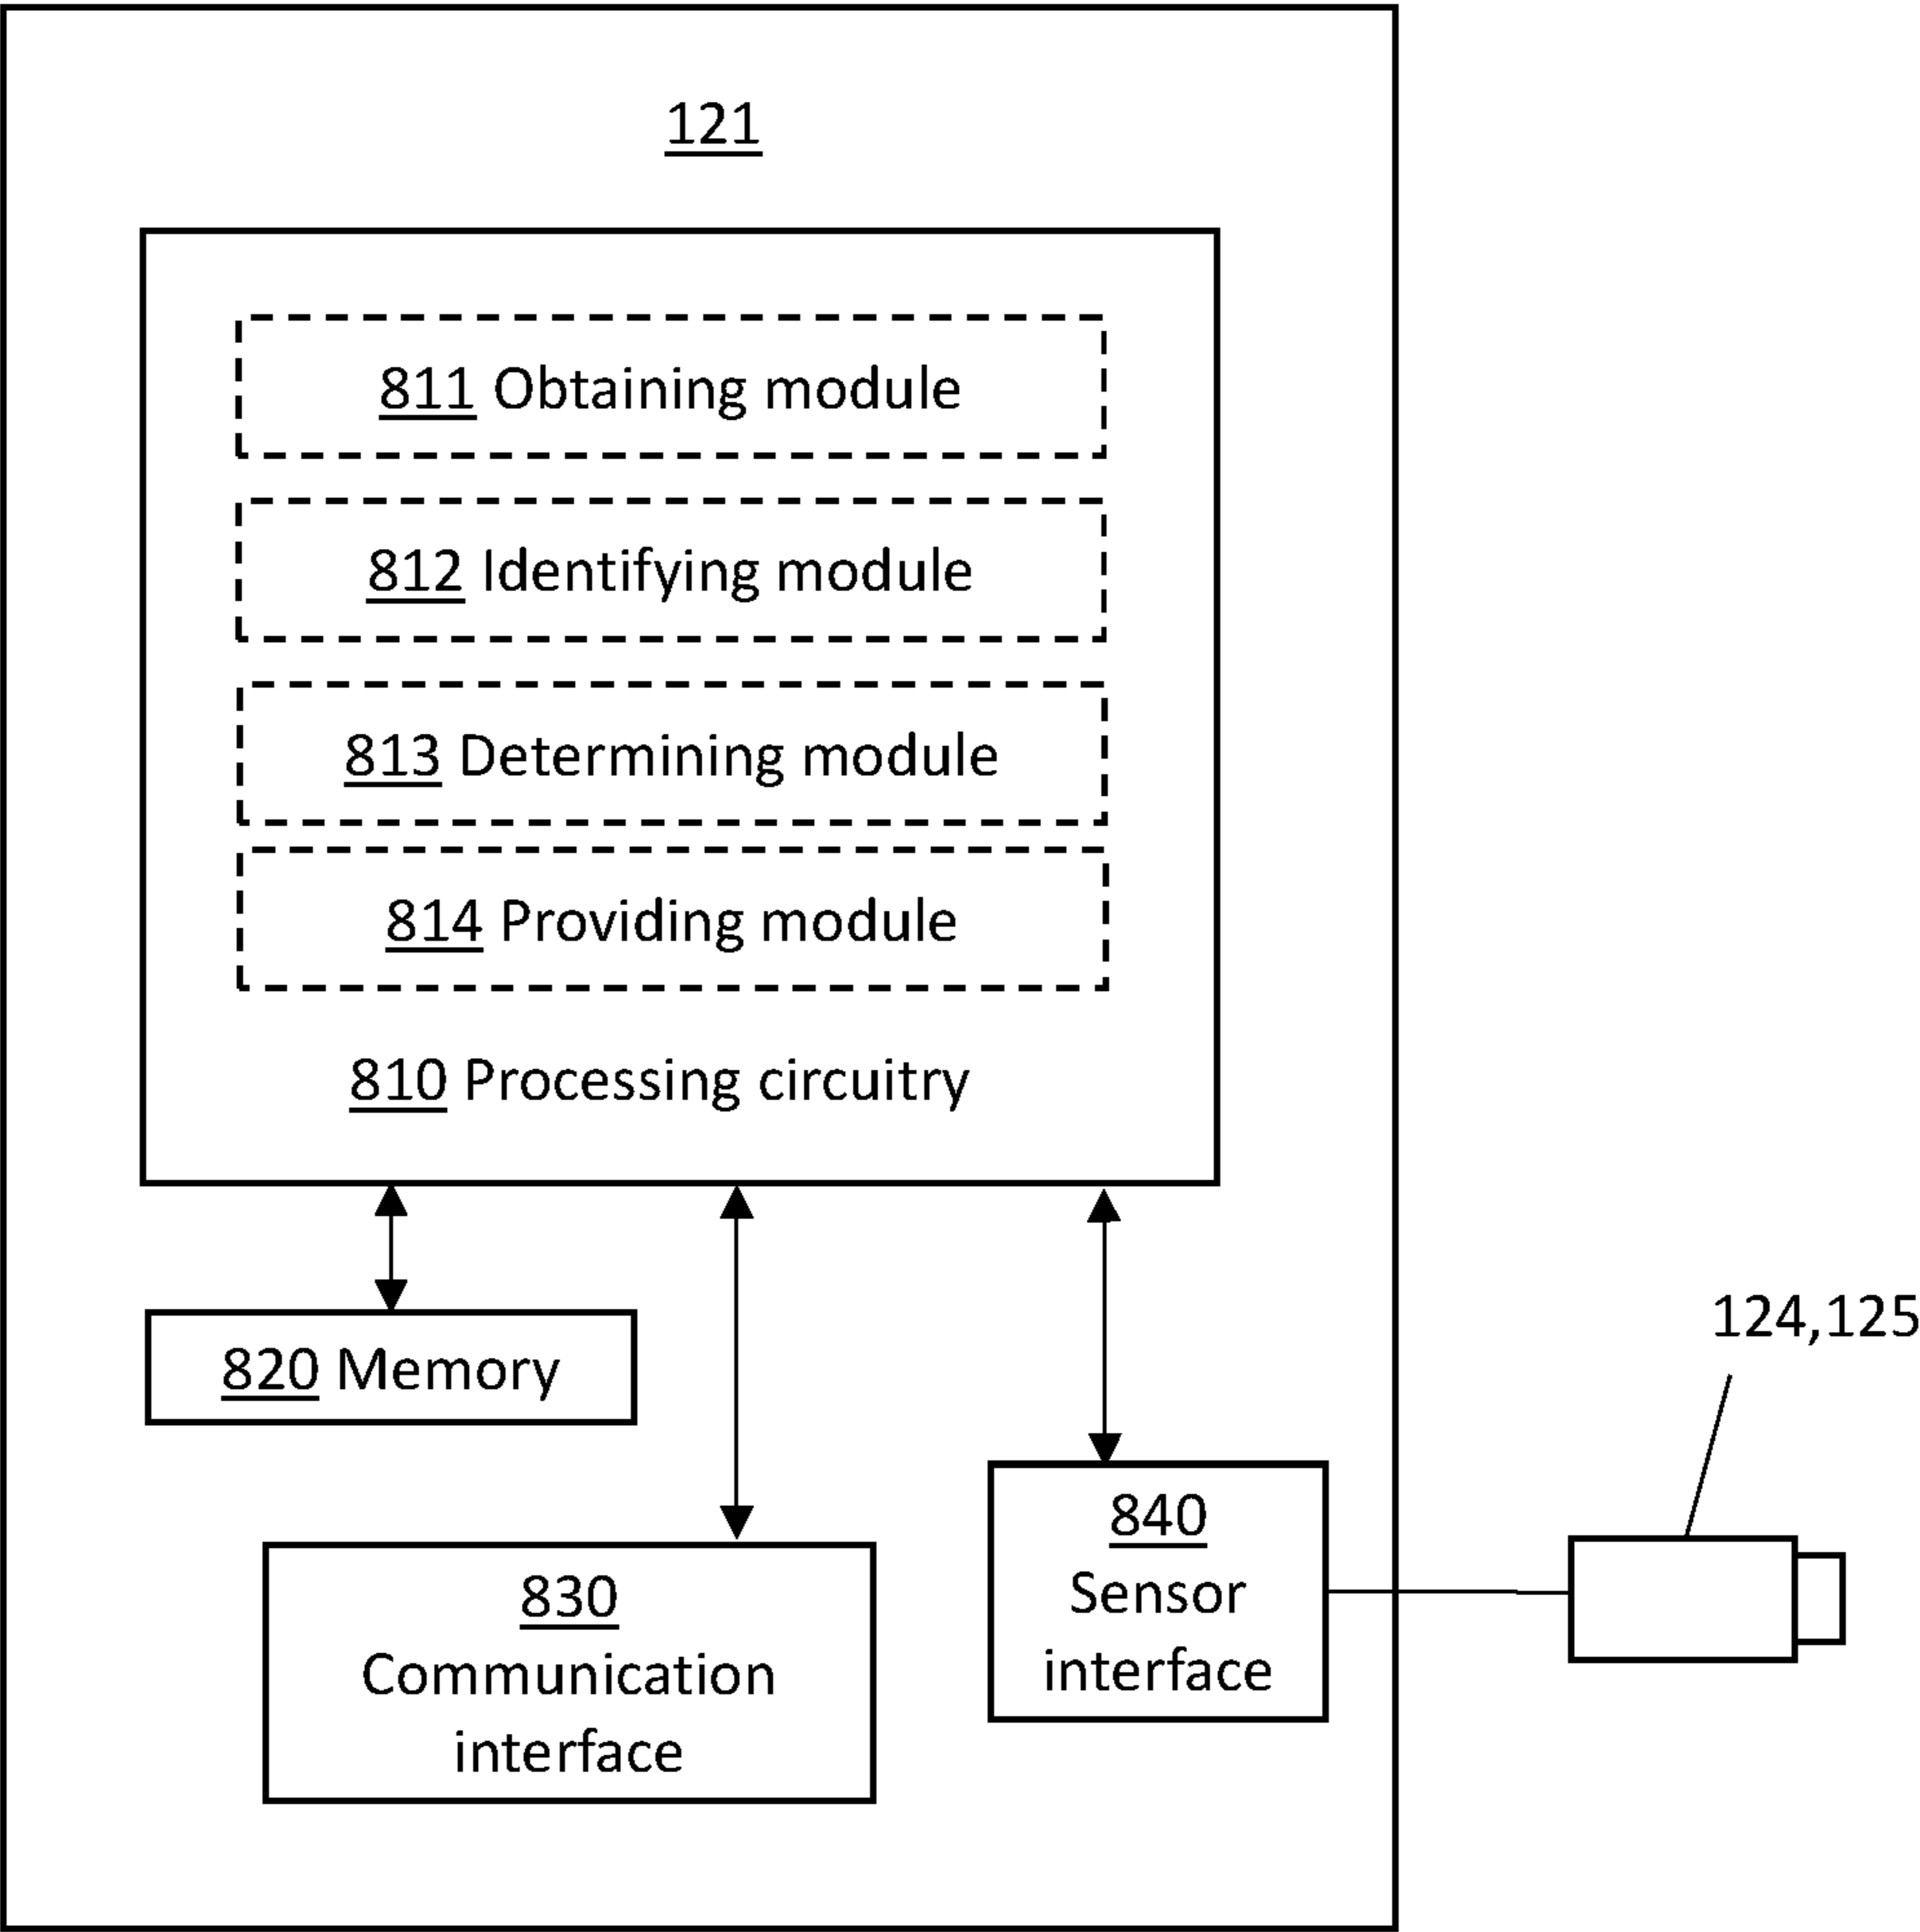 121
811 Obtaining module
812 Identifying module
813 Determining module
814 Providing module
810 Processing circuitry
820 Memory
830
Communication
interface
840
Sensor
interface
124,125